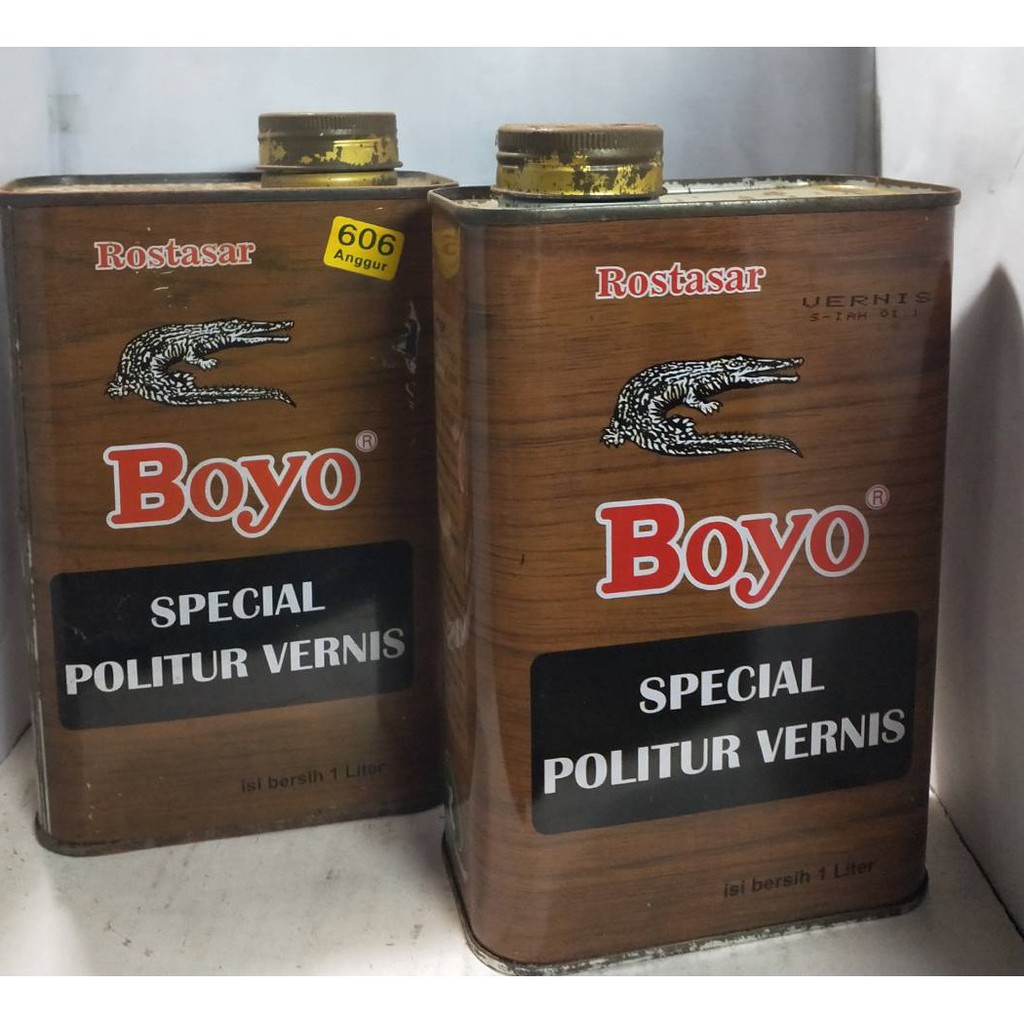 Rostasar
606
Anggur
Boyo®
SPECIAL
POLITUR VERNIS
isi bersih 1 Liter
Rostasar
VERNIS
Boyo®
SPECIAL
POLITUR VERNIS
isi bersih 1 Liter